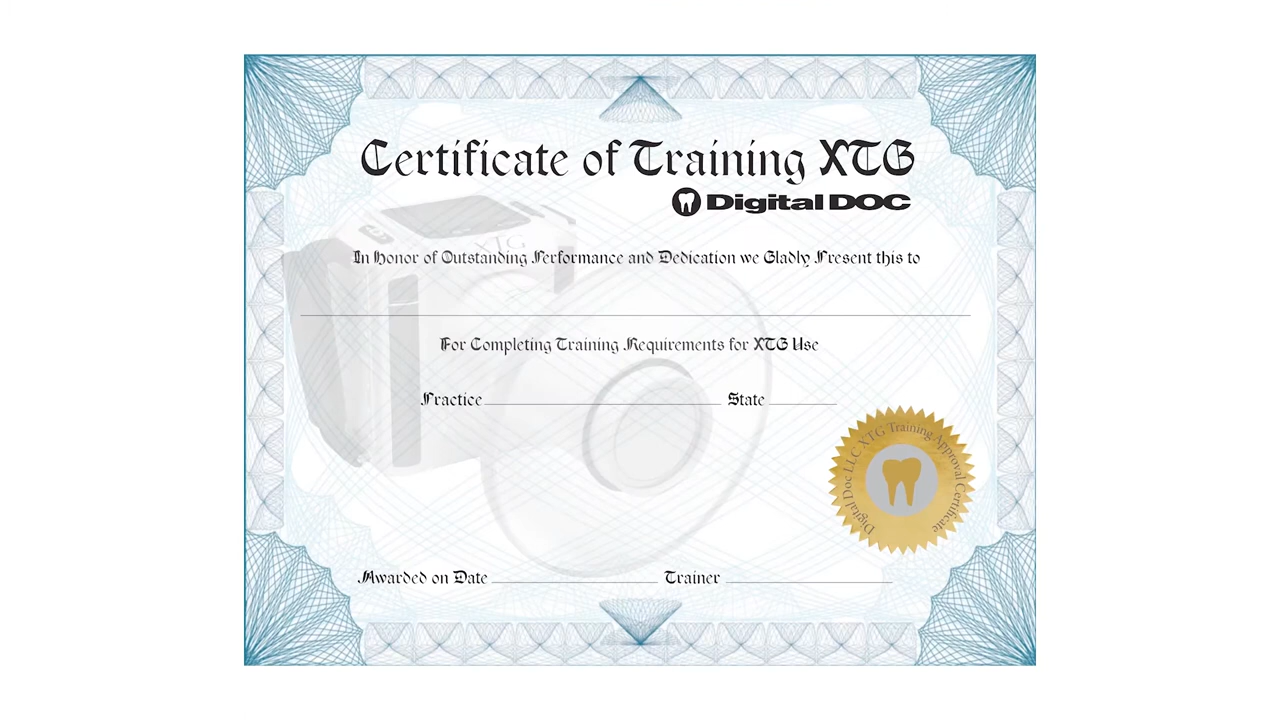 Certificate of Training XTG
Digital DOC
XTG
In Honor of Outstanding Performance and Dedication we Gladly Present this to
For Completing Training Requirements for XTG Use
Practice State
Digital Doc LLC XTG Training Approval Certificate
Awarded on Date Trainer